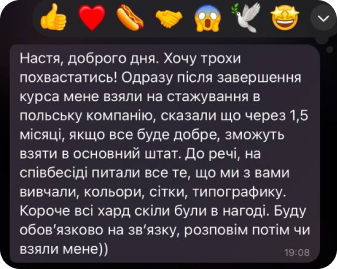 Настя, доброго дня. Хочу трохи
похвастатись! Одразу після завершення
курса мене взяли на стажування в
польську компанію, сказали що через 1,5
місяці, якщо все буде добре, зможуть
взяти в основний штат. До речі, на
співбесіді питали все те, що ми з вами
вивчали, кольори, сітки, типографику.
Короче всі хард скіли були в нагоді. Буду
обов'язково на зв'язку, розповім потім чи
взяли мене))
19:08